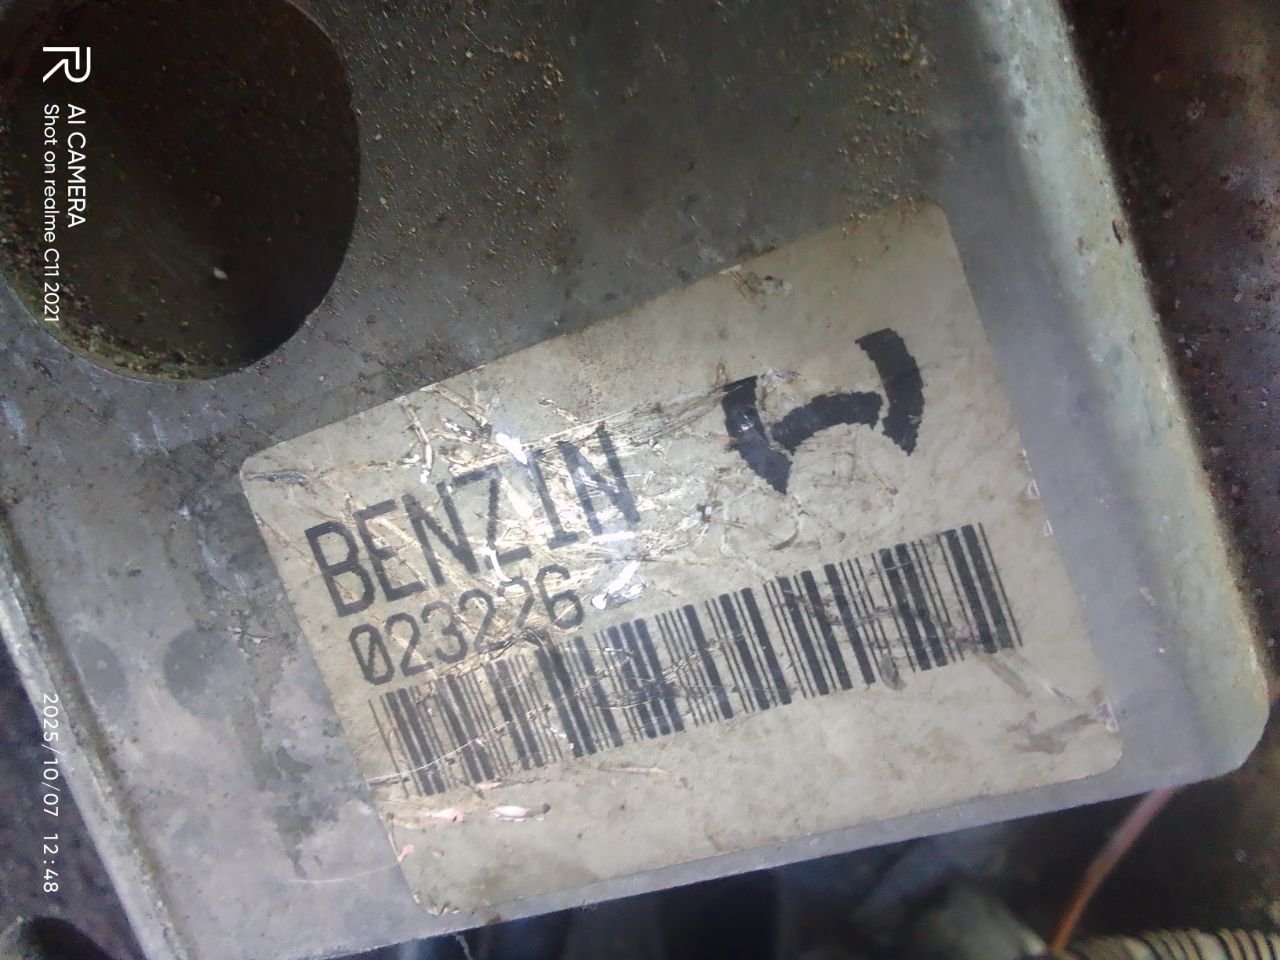 BENZIN
023226
AI CAMERA
Shot on realme C11 2021
2025/10/07 12:48